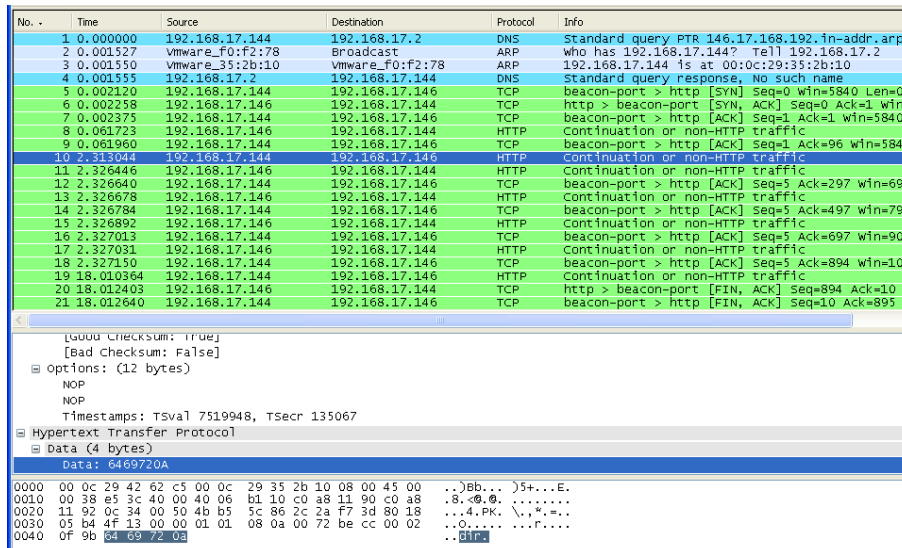 No. . Time Source Destination Protocol Info
1 0.000000 192.168.17.144 192.168.17.2 DNS Standard query PTR 146.17.168.192.in-addr.arp
2 0.001527 Vmware_f0:f2:78 Broadcast ARP Who has 192.168.17.144? Tell 192.168.17.2
3 0.001550 Vmware_35:2b:10 Vmware_f0:f2:78 ARP 192.168.17.144 is at 00:0c:29:35:2b:10
4 0.001555 192.168.17.2 192.168.17.144 DNS Standard query response, No such name
5 0.002120 192.168.17.144 192.168.17.146 TCP beacon-port > http [SYN] Seq=0 Win=5840 Len=0
6 0.002258 192.168.17.146 192.168.17.144 TCP http > beacon-port [SYN, ACK] Seq=0 Ack=1 Win
7 0.002375 192.168.17.144 192.168.17.146 TCP beacon-port > http [ACK] Seq=1 Ack=1 Win=5840
8 0.061723 192.168.17.146 192.168.17.144 HTTP Continuation or non-HTTP traffic
9 0.061960 192.168.17.144 192.168.17.146 TCP beacon-port > http [ACK] Seq=1 Ack=96 Win=584
10 2.313044 192.168.17.144 192.168.17.146 HTTP Continuation or non-HTTP traffic
11 2.326446 192.168.17.146 192.168.17.144 HTTP Continuation or non-HTTP traffic
12 2.326640 192.168.17.144 192.168.17.146 TCP beacon-port > http [ACK] Seq=5 Ack=297 Win=69
13 2.326678 192.168.17.146 192.168.17.144 HTTP Continuation or non-HTTP traffic
14 2.326784 192.168.17.144 192.168.17.146 TCP beacon-port > http [ACK] Seq=5 Ack=497 Win=79
15 2.326892 192.168.17.146 192.168.17.144 HTTP Continuation or non-HTTP traffic
16 2.327013 192.168.17.144 192.168.17.146 TCP beacon-port > http [ACK] Seq=5 Ack=697 Win=90
17 2.327031 192.168.17.146 192.168.17.144 HTTP Continuation or non-HTTP traffic
18 2.327150 192.168.17.144 192.168.17.146 TCP beacon-port > http [ACK] Seq=5 Ack=894 Win=10
19 18.010364 192.168.17.144 192.168.17.146 HTTP Continuation or non-HTTP traffic
20 18.012403 192.168.17.146 192.168.17.144 TCP http > beacon-port [FIN, ACK] Seq=894 Ack=10
21 18.012640 192.168.17.144 192.168.17.146 TCP beacon-port > http [FIN, ACK] Seq=10 Ack=895
[Good Checksum: True]
[Bad Checksum: False]
Options: (12 bytes)
NOP
NOP
Timestamps: TSval 7519948, TSecr 135067
Hypertext Transfer Protocol
Data (4 bytes)
Data: 6469720A
0000 00 0c 29 42 62 c5 00 0c 29 35 2b 10 08 00 45 00 ..)Bb... )5+...E.
0010 00 38 e5 3c 40 00 40 06 b1 10 c0 a8 11 90 c0 a8 .8.<@.@. ........
0020 11 92 0c 34 00 50 4b b5 5c 86 2c 2a f7 3d 80 18 ...4.PK. \.,*.=..
0030 05 b4 4f 13 00 00 01 01 08 0a 00 72 be cc 00 02 ..O..... ...r....
0040 0f 9b 64 69 72 0a ..dir.